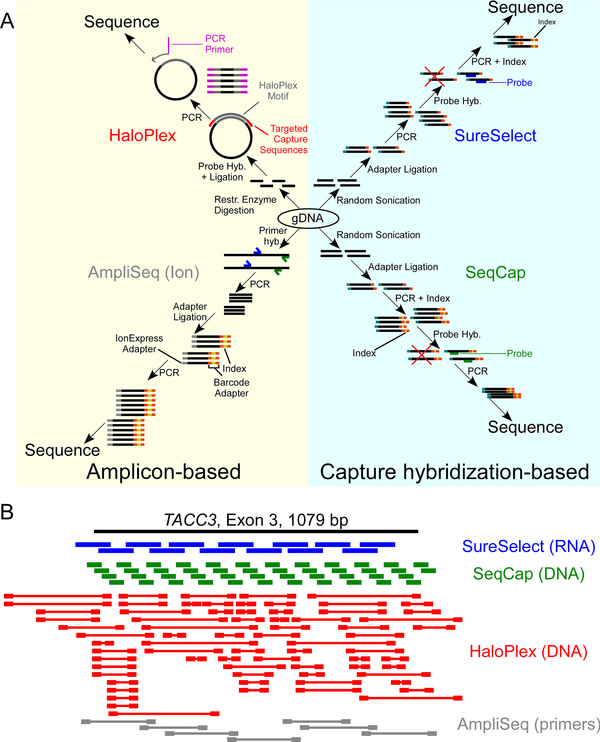 A
Sequence
PCR
Primer
HaloPlex
Motif
HaloPlex
PCR
Targeted
Capture
Sequences
Probe Hyb.
+ Ligation
Restr. Enzyme
Digestion
gDNA
Primer
hyb.
AmpliSeq (Ion)
PCR
Adapter
Ligation
IonExpress
Adapter
Index
Barcode
Adapter
PCR
Sequence
Amplicon-based
Sequence
Index
PCR + Index
Probe
Probe Hyb.
SureSelect
PCR
Adapter Ligation
Random Sonication
Random Sonication
SeqCap
Adapter Ligation
PCR + Index
Probe Hyb.
Index
Probe
PCR
Sequence
Capture hybridization-based
B
TACC3, Exon 3, 1079 bp
SureSelect (RNA)
SeqCap (DNA)
HaloPlex (DNA)
AmpliSeq (primers)